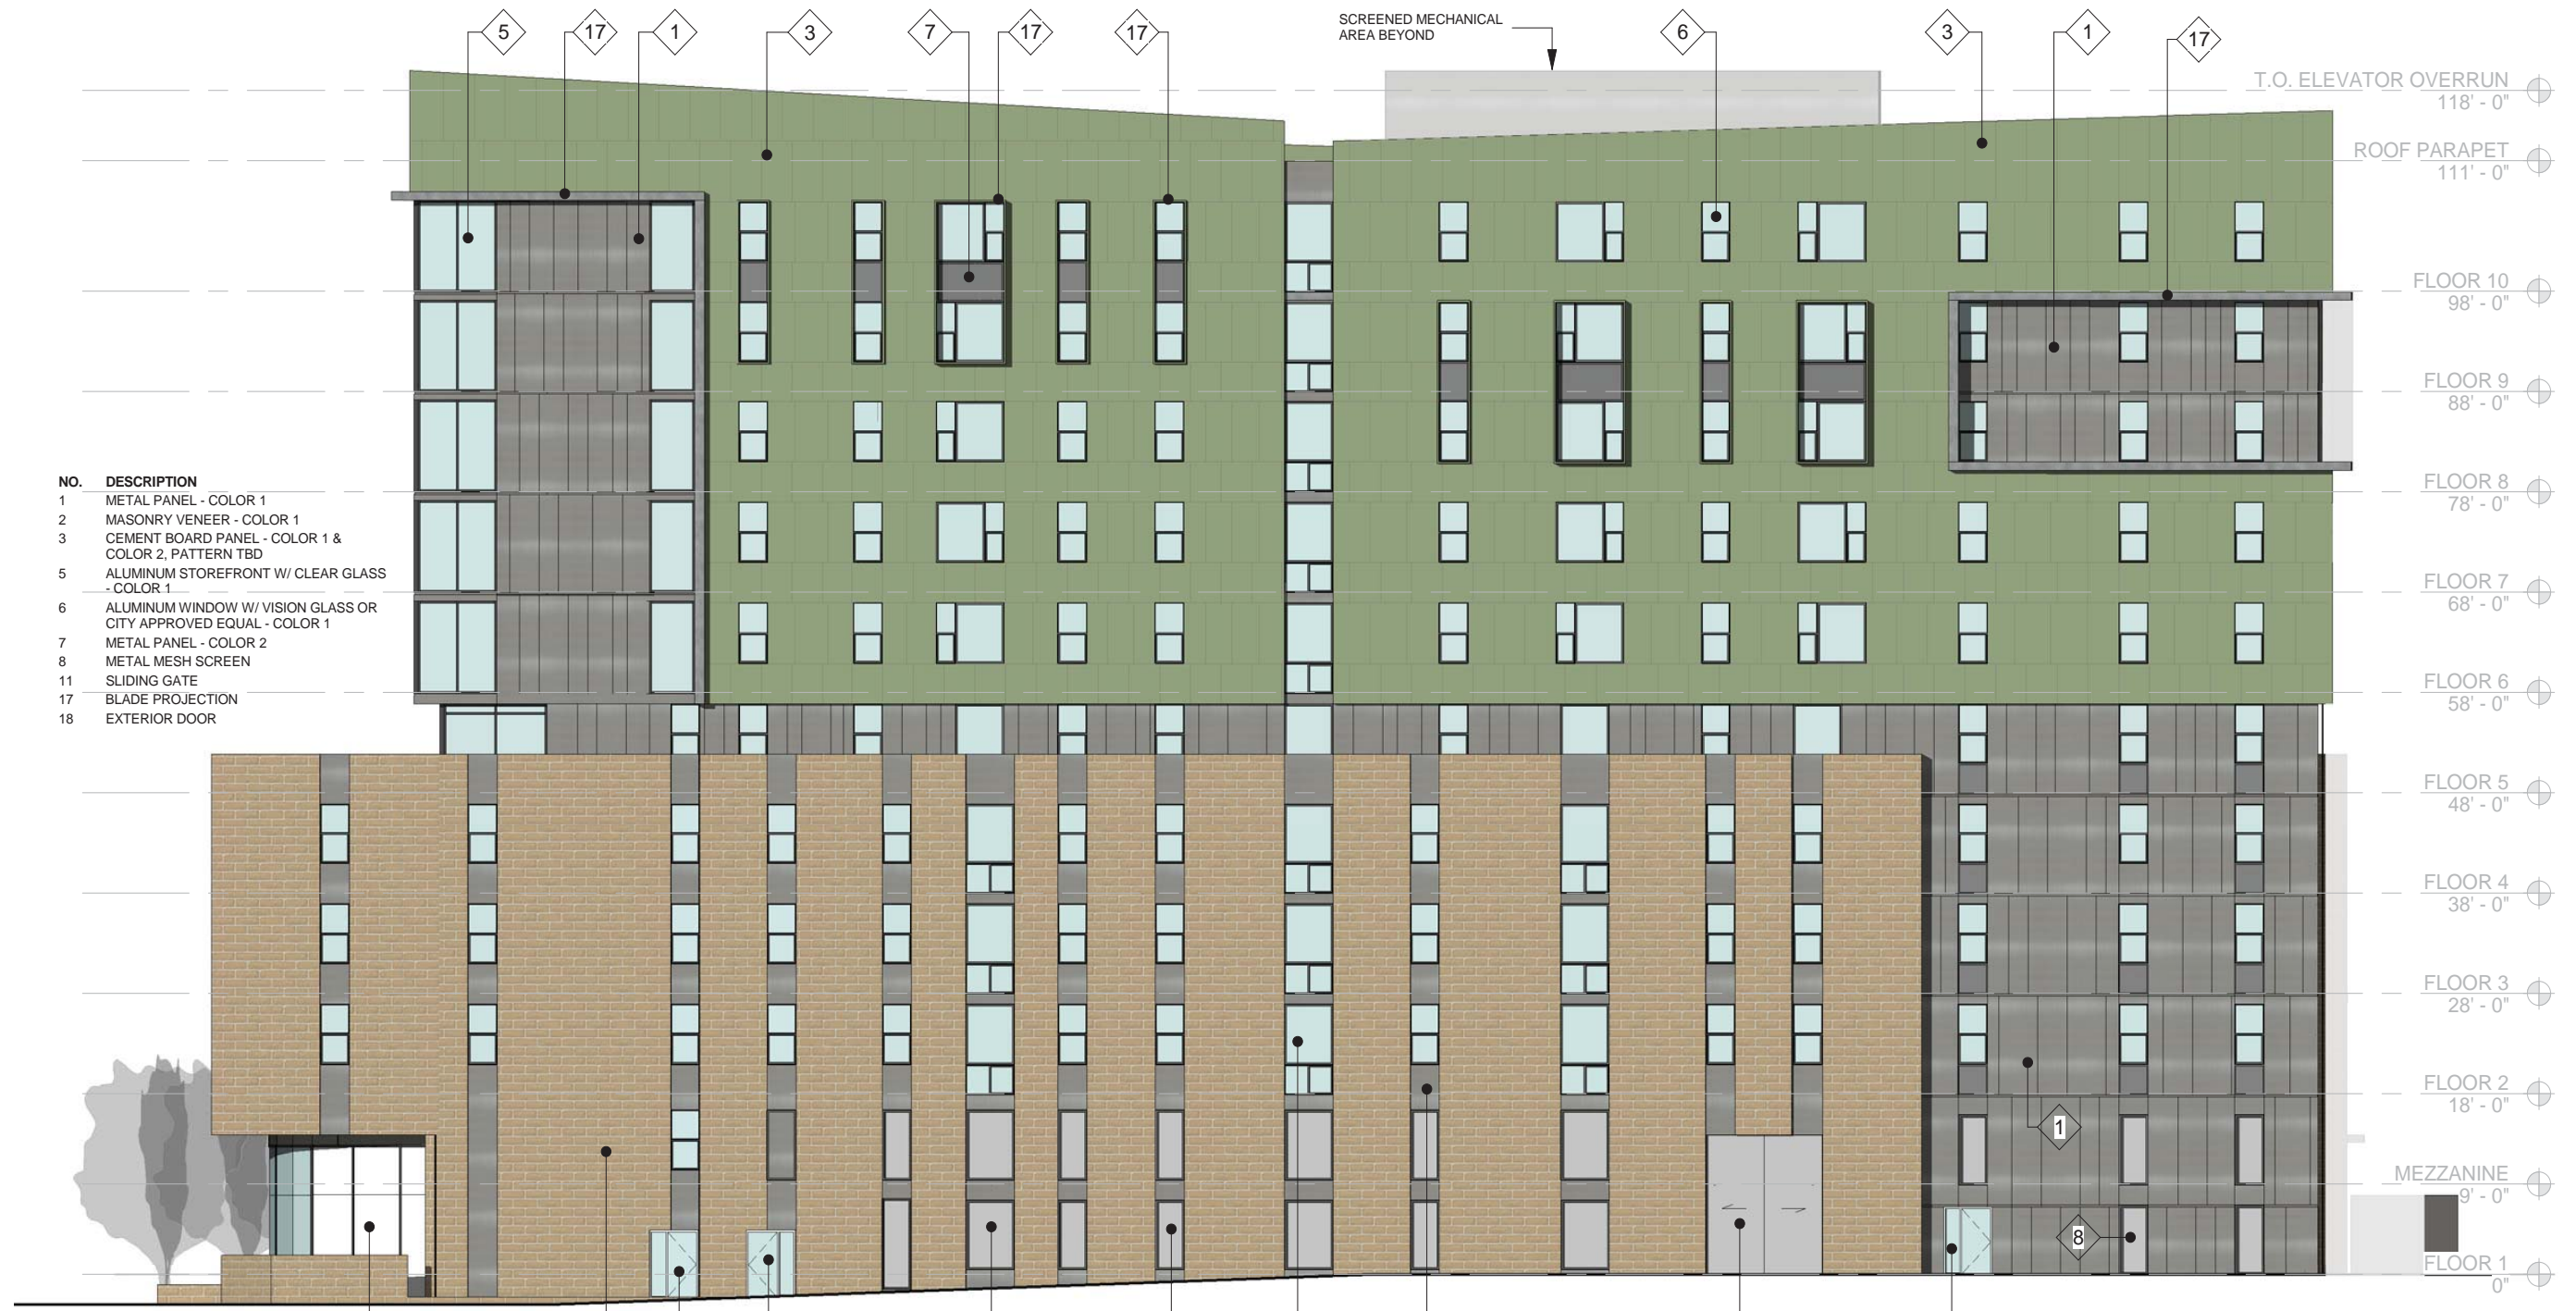 5
17
1
3
7
17
17
SCREENED MECHANICAL
AREA BEYOND
6
3
1
17
T.O. ELEVATOR OVERRUN
118' - 0"
ROOF PARAPET
111' - 0"
FLOOR 10
98' - 0"
FLOOR 9
88' - 0"
FLOOR 8
78' - 0"
FLOOR 7
68' - 0"
FLOOR 6
58' - 0"
FLOOR 5
48' - 0"
FLOOR 4
38' - 0"
FLOOR 3
28' - 0"
FLOOR 2
18' - 0"
MEZZANINE
9' - 0"
FLOOR 1
0"
NO. DESCRIPTION
1 METAL PANEL - COLOR 1
2 MASONRY VENEER - COLOR 1
3 CEMENT BOARD PANEL - COLOR 1 &
COLOR 2, PATTERN TBD
5 ALUMINUM STOREFRONT W/ CLEAR GLASS
- COLOR 1
6 ALUMINUM WINDOW W/ VISION GLASS OR
CITY APPROVED EQUAL - COLOR 1
7 METAL PANEL - COLOR 2
8 METAL MESH SCREEN
11 SLIDING GATE
17 BLADE PROJECTION
18 EXTERIOR DOOR
1
8